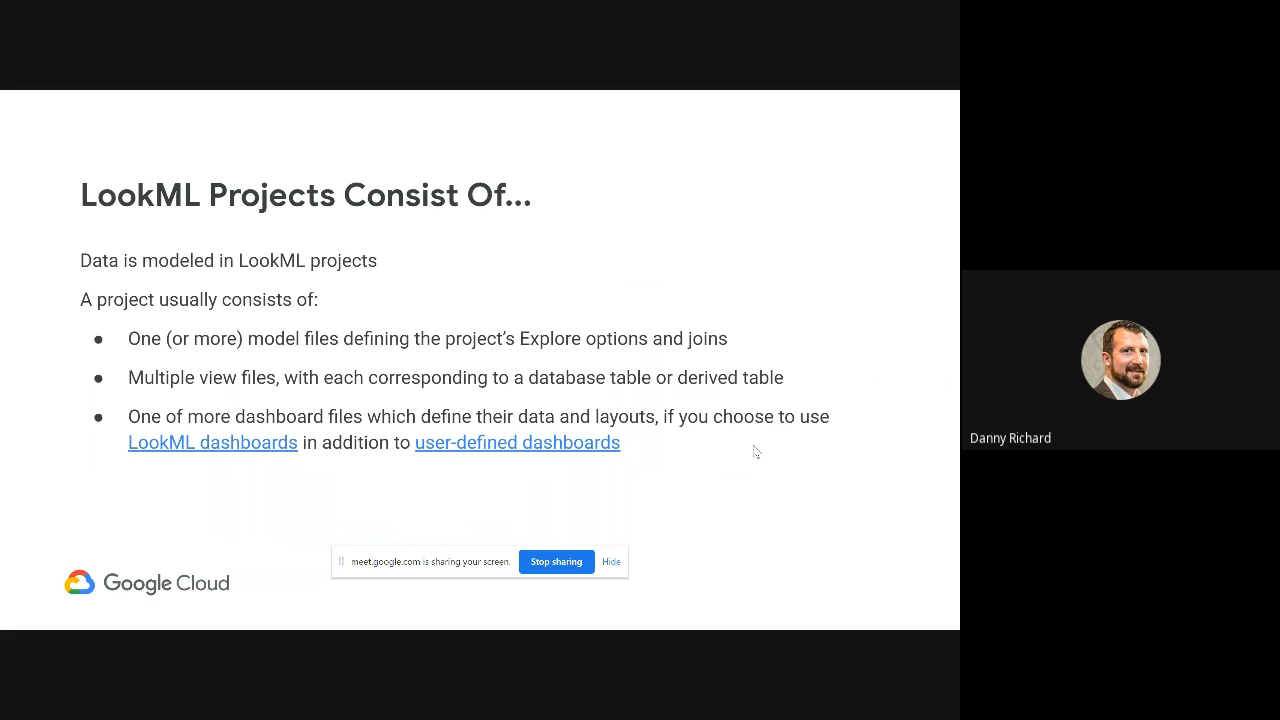 LookML Projects Consist Of...
Data is modeled in LookML projects
A project usually consists of:
● One (or more) model files defining the project’s Explore options and joins
● Multiple view files, with each corresponding to a database table or derived table
● One of more dashboard files which define their data and layouts, if you choose to use
LookML dashboards in addition to user-defined dashboards
meet.google.com is sharing your screen. Stop sharing Hide
Google Cloud
Danny Richard